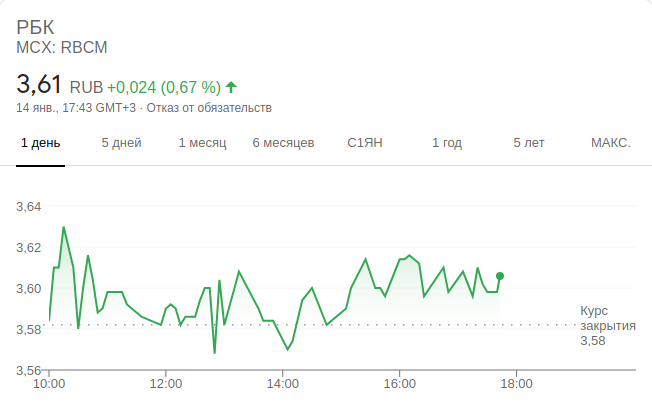 РБК
MCX: RBCM
3,61 RUB +0,024 (0,67 %)
14 янв., 17:43 GMT+3 · Отказ от обязательств
1 день 5 дней 1 месяц 6 месяцев С1ЯН 1 год 5 лет МАКС.
3,64
3,62
3,60
3,58
3,56
Курс
закрытия
3,58
10:00 12:00 14:00 16:00 18:00